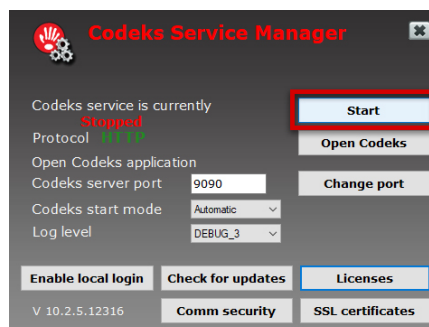 Codeks Service Manager
Codeks service is currently
Stopped
Start
Protocol HTTP
Open Codeks
Open Codeks application
Codeks server port 9090
Change port
Codeks start mode Automatic
Log level DEBUG_3
Enable local login Check for updates Licenses
V 10.2.5.12316 Comm security SSL certificates